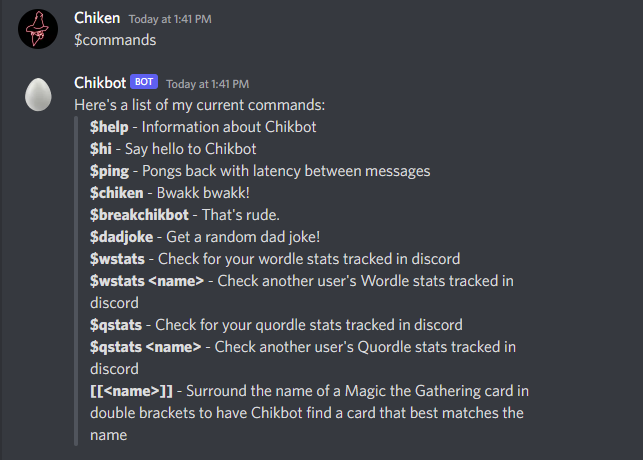 Chiken Today at 1:41 PM
$commands
Chikbot BOT Today at 1:41 PM
Here's a list of my current commands:
$help - Information about Chikbot
$hi - Say hello to Chikbot
$ping - Pongs back with latency between messages
$chiken - Bwakk bwakk!
$breakchikbot - That's rude.
$dadjoke - Get a random dad joke!
$wstats - Check for your wordle stats tracked in discord
$wstats <name> - Check another user's Wordle stats tracked in
discord
$qstats - Check for your quordle stats tracked in discord
$qstats <name> - Check another user's Quordle stats tracked in
discord
[[<name>]] - Surround the name of a Magic the Gathering card in
double brackets to have Chikbot find a card that best matches the
name